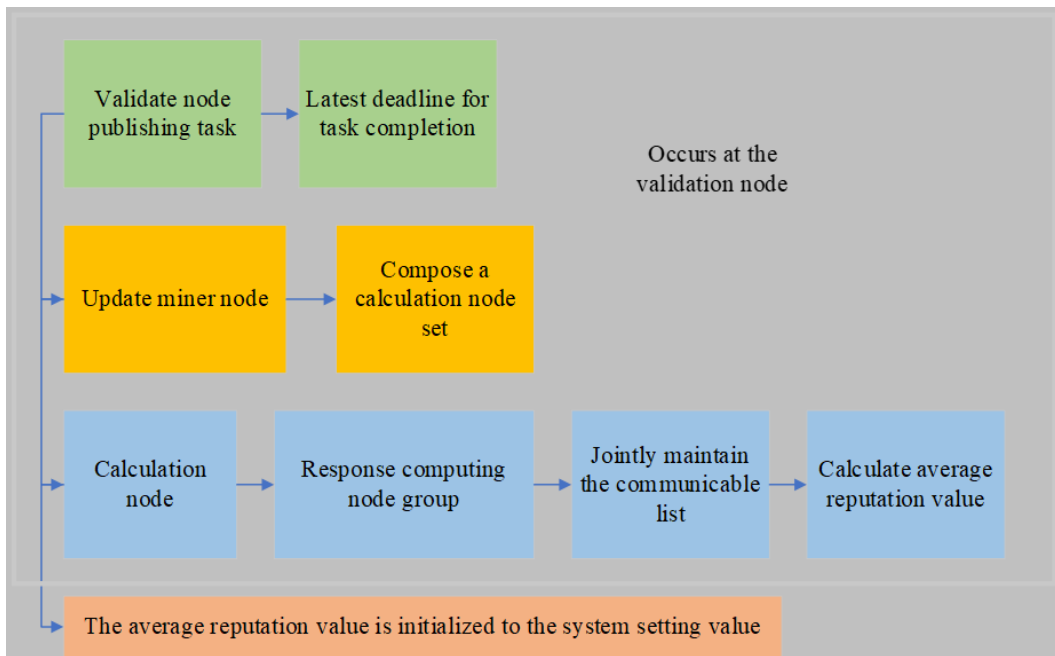 Validate node
publishing task
Latest deadline for
task completion
Occurs at the
validation node
Update miner node
Compose a
calculation node
set
Calculation
node
Response computing
node group
Jointly maintain
the communicable
list
Calculate average
reputation value
The average reputation value is initialized to the system setting value